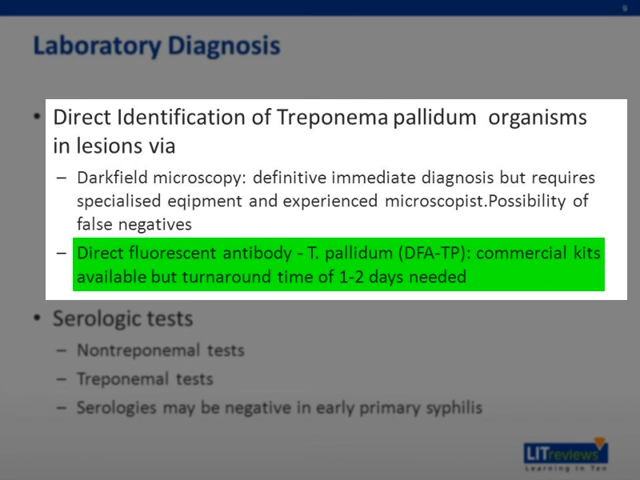 9
Laboratory Diagnosis
• Direct Identification of Treponema pallidum organisms
in lesions via
– Darkfield microscopy: definitive immediate diagnosis but requires
specialised eqipment and experienced microscopist.Possibility of
false negatives
– Direct fluorescent antibody - T. pallidum (DFA-TP): commercial kits
available but turnaround time of 1-2 days needed
• Serologic tests
– Nontreponemal tests
– Treponemal tests
– Serologies may be negative in early primary syphilis
LITreviews
Learning in Ten